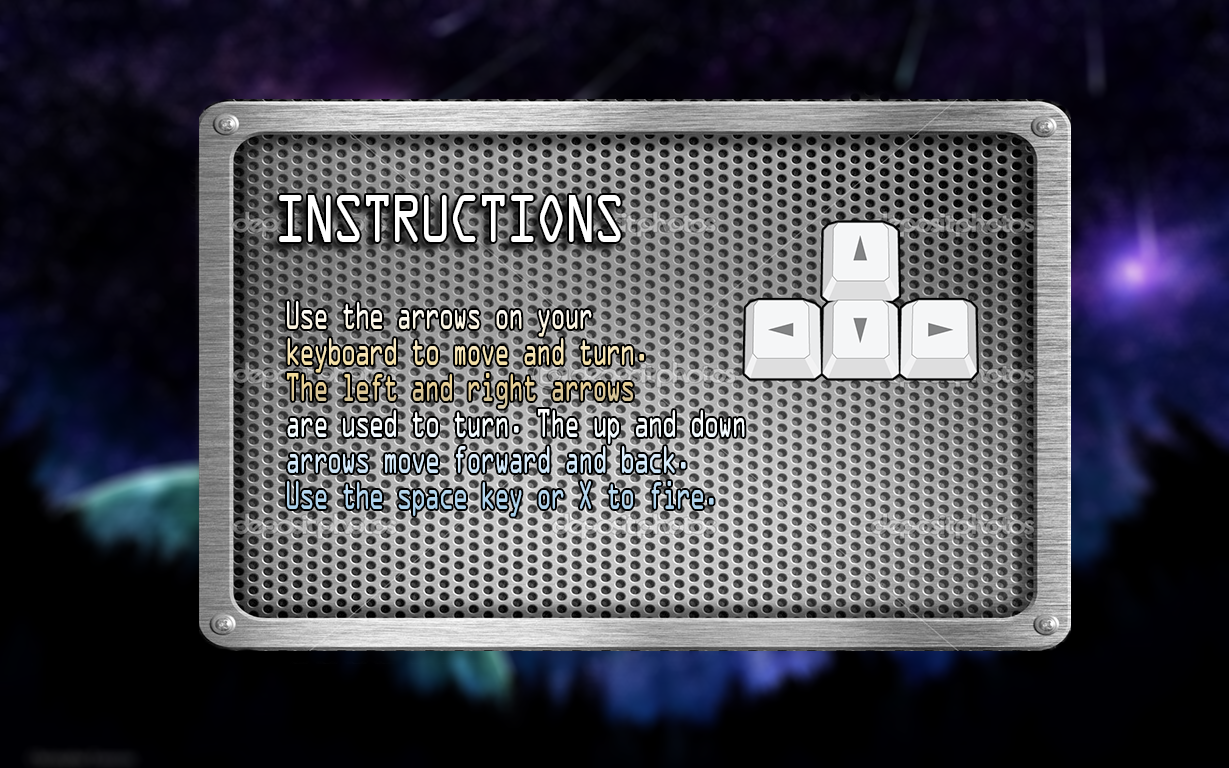 INSTRUCTIONS
Use the arrows on your
keyboard to move and turn.
The left and right arrows
are used to turn. The up and down
arrows move forward and back.
Use the space key or X to fire.
depositphotos